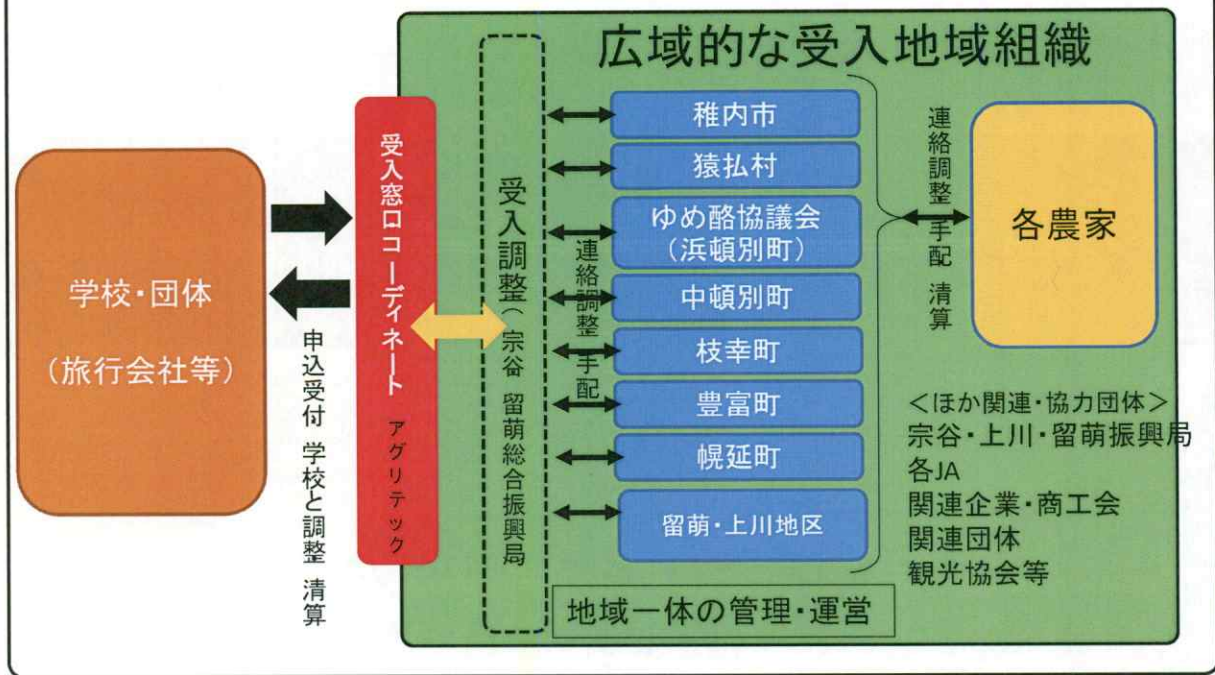 広域的な受入地域組織
学校・団体
（旅行会社等）
申込受付 学校と調整 清算
受入窓口コーディネート アグリテック
受入調整（ 宗谷 留萌総合振興局
連絡調整 手配
稚内市
猿払村
ゆめ酪協議会
（浜頓別町）
中頓別町
枝幸町
豊富町
幌延町
留萌・上川地区
地域一体の管理・運営
連絡調整 手配 清算
各農家
＜ほか関連・協力団体＞
宗谷・上川・留萌振興局
各JA
関連企業・商工会
関連団体
観光協会等